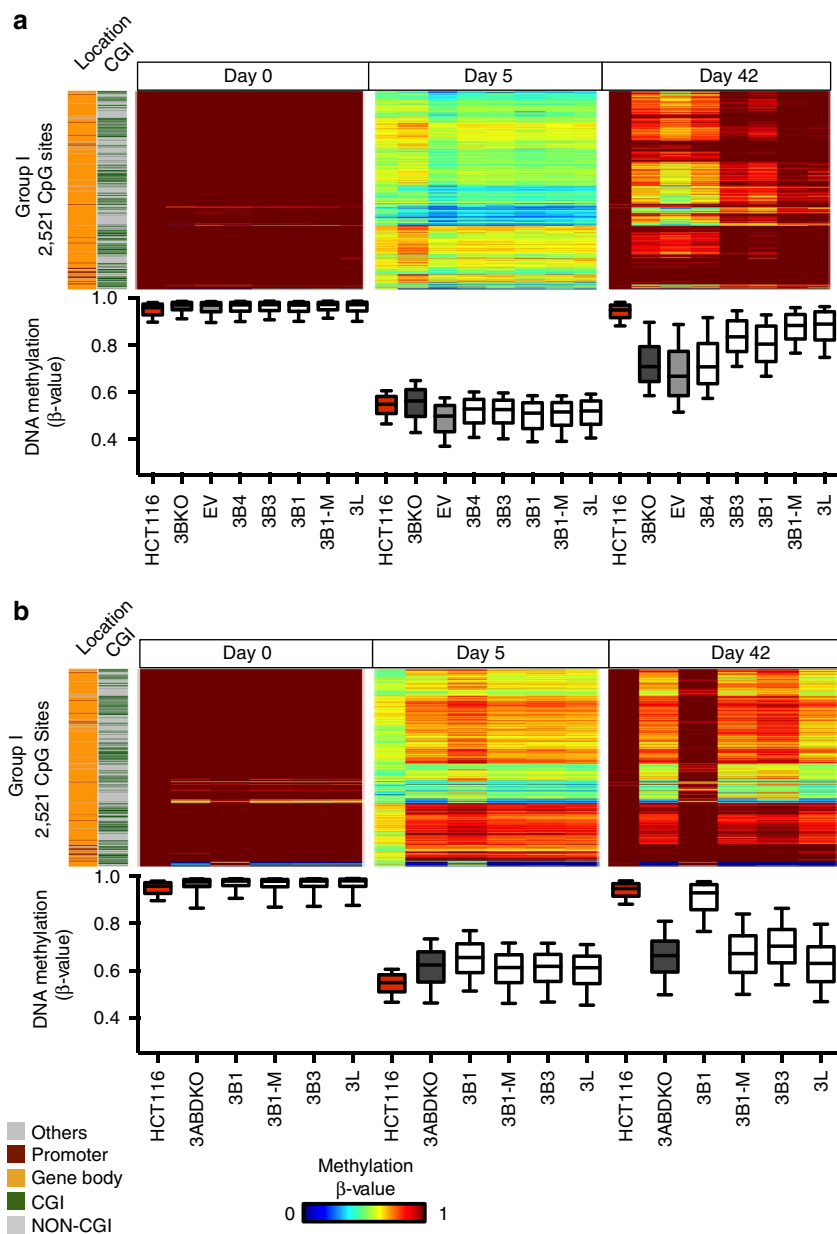 a
Location
CGI
Day 0
Day 5
Day 42
Group I
2,521 CpG sites
DNA methylation
(β-value)
1.0
0.8
0.6
0.4
HCT116
3BKO
EV
3B4
3B3
3B1
3B1-M
3L
HCT116
3BKO
EV
3B4
3B3
3B1
3B1-M
3L
HCT116
3BKO
EV
3B4
3B3
3B1
3B1-M
3L
b
Location
CGI
Day 0
Day 5
Day 42
Group I
2,521 CpG Sites
DNA methylation
(β-value)
1.0
0.8
0.6
0.4
HCT116
3ABDKO
3B1
3B1-M
3B3
3L
HCT116
3ABDKO
3B1
3B1-M
3B3
3L
HCT116
3ABDKO
3B1
3B1-M
3B3
3L
Others
Promoter
Gene body
CGI
NON-CGI
Methylation
β-value
0
1